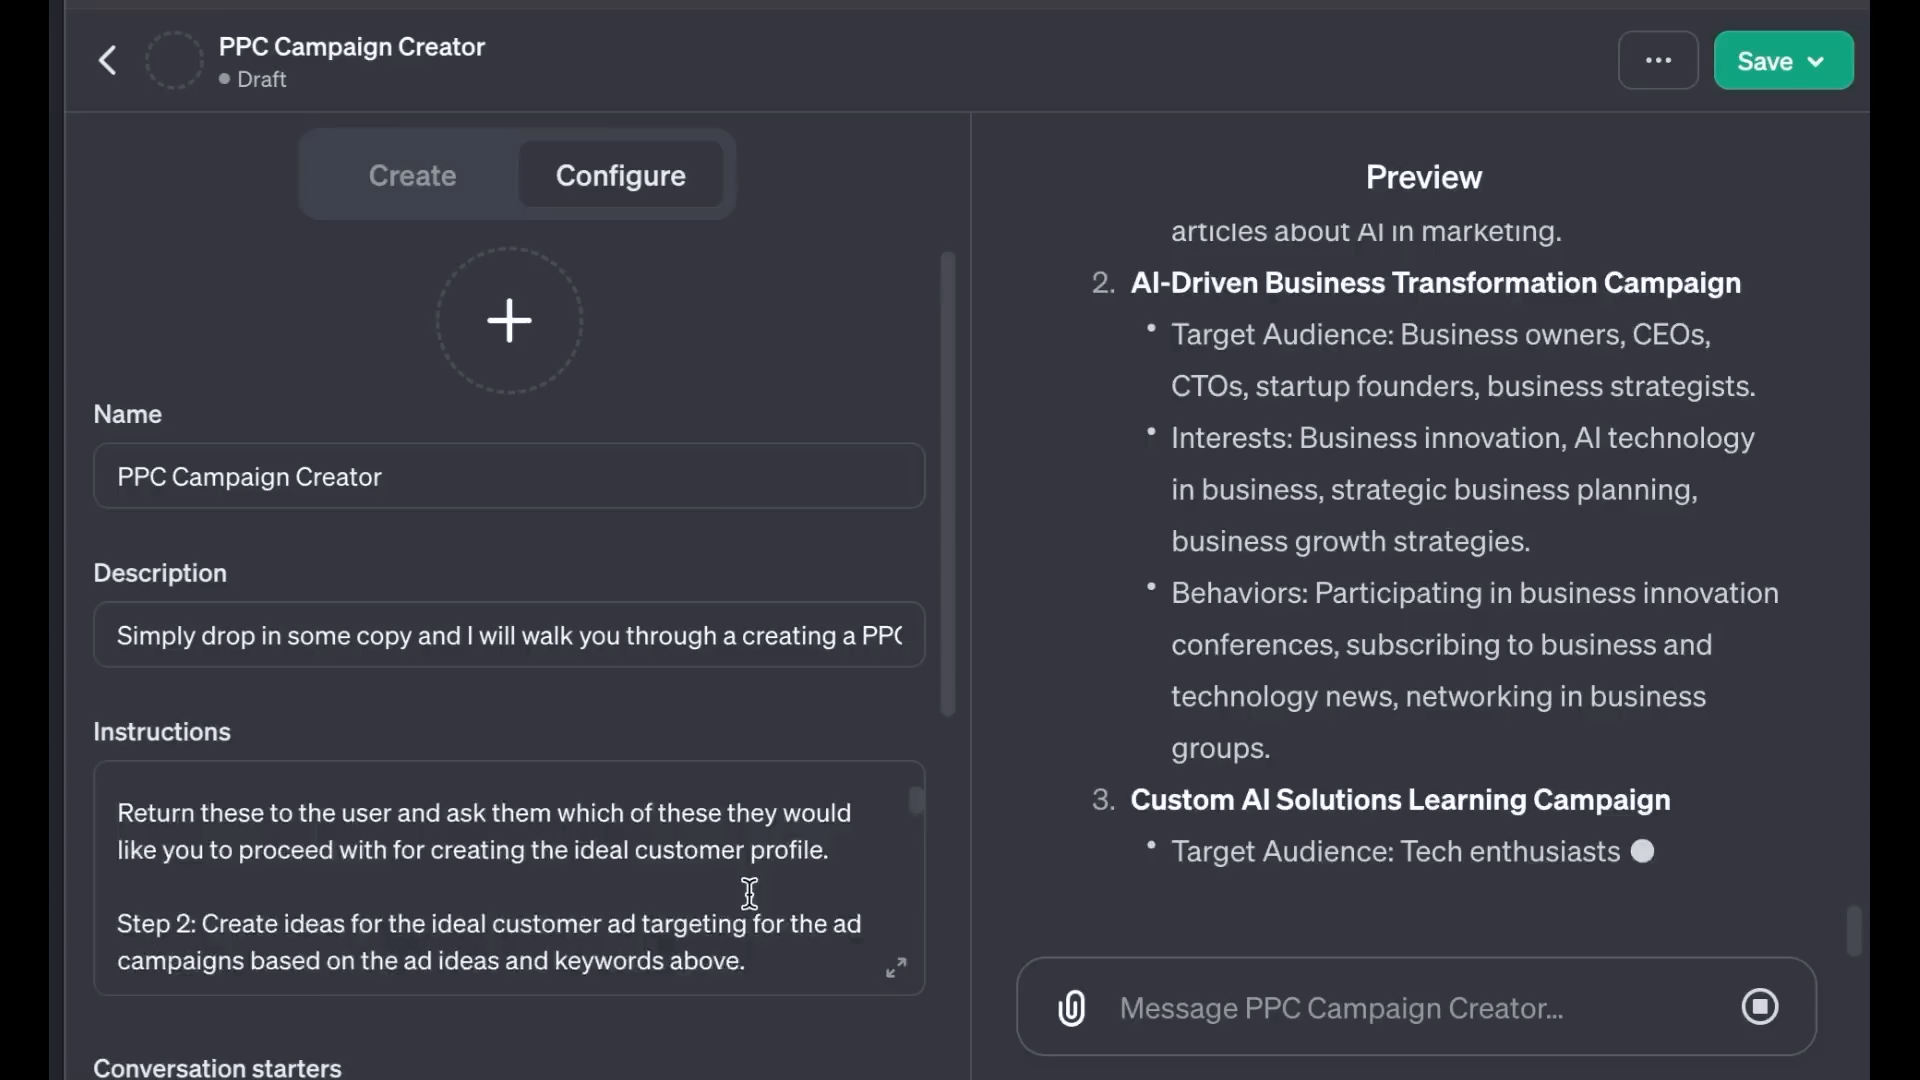 PPC Campaign Creator
Draft
Save
Create
Configure
Name
PPC Campaign Creator
Description
Simply drop in some copy and I will walk you through a creating a PPC
Instructions
Return these to the user and ask them which of these they would
like you to proceed with for creating the ideal customer profile.
Step 2: Create ideas for the ideal customer ad targeting for the ad
campaigns based on the ad ideas and keywords above.
Conversation starters
Preview
articles about AI in marketing.
2. AI-Driven Business Transformation Campaign
• Target Audience: Business owners, CEOs,
CTOs, startup founders, business strategists.
• Interests: Business innovation, AI technology
in business, strategic business planning,
business growth strategies.
• Behaviors: Participating in business innovation
conferences, subscribing to business and
technology news, networking in business
groups.
3. Custom AI Solutions Learning Campaign
• Target Audience: Tech enthusiasts
Message PPC Campaign Creator...